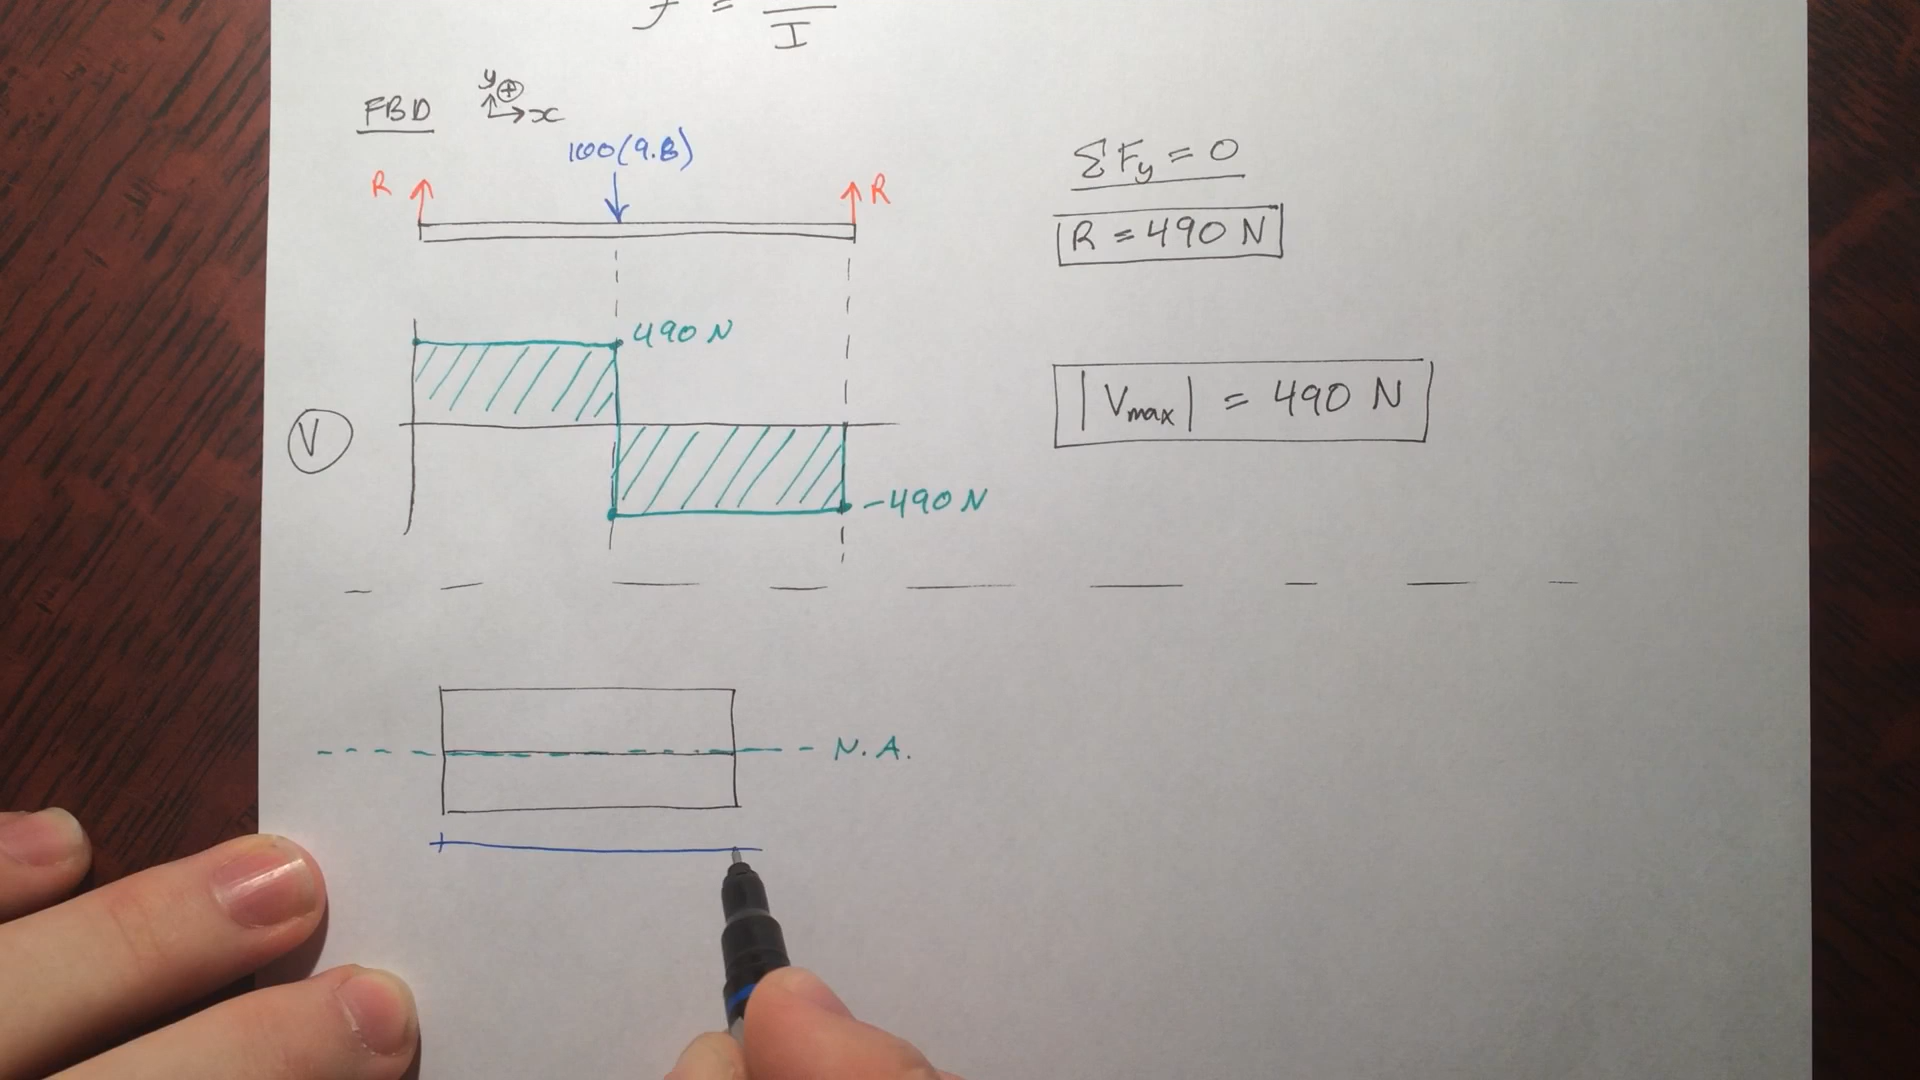 f = 
I
FBD
y
+
x
100(9.8)
R
R
ΣFy = 0
R = 490 N
490 N
V
|Vmax| = 490 N
-490 N
N.A.